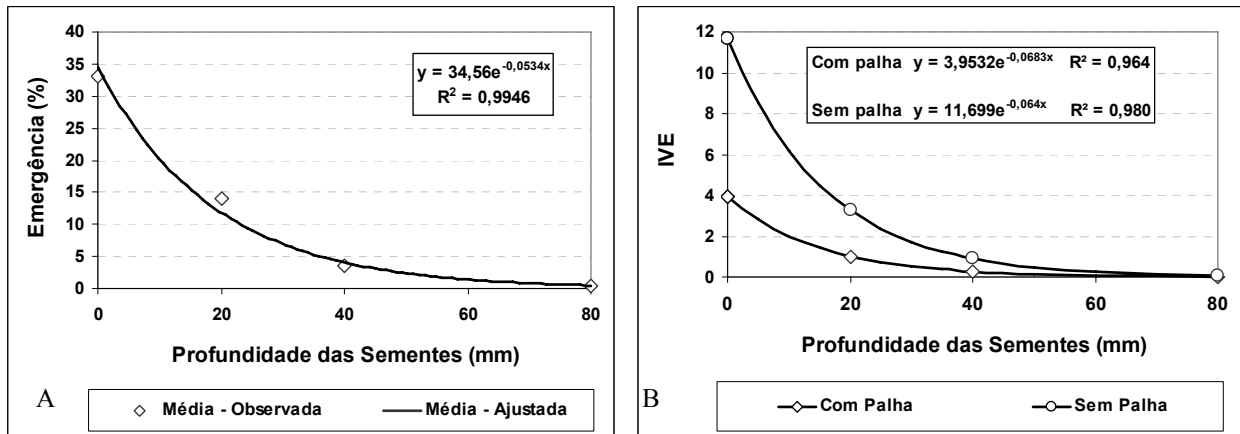 40
35
30
25
20
15
10
5
0
Emergência (%)
y = 34,56e^-0,0534x
R² = 0,9946
0 20 40 60 80
Profundidade das Sementes (mm)
A
Média - Observada Média - Ajustada
12
10
8
6
4
2
0
IVE
Com palha y = 3,9532e^-0,0683x R² = 0,964
Sem palha y = 11,699e^-0,064x R² = 0,980
0 20 40 60 80
Profundidade das Sementes (mm)
B
Com Palha Sem Palha